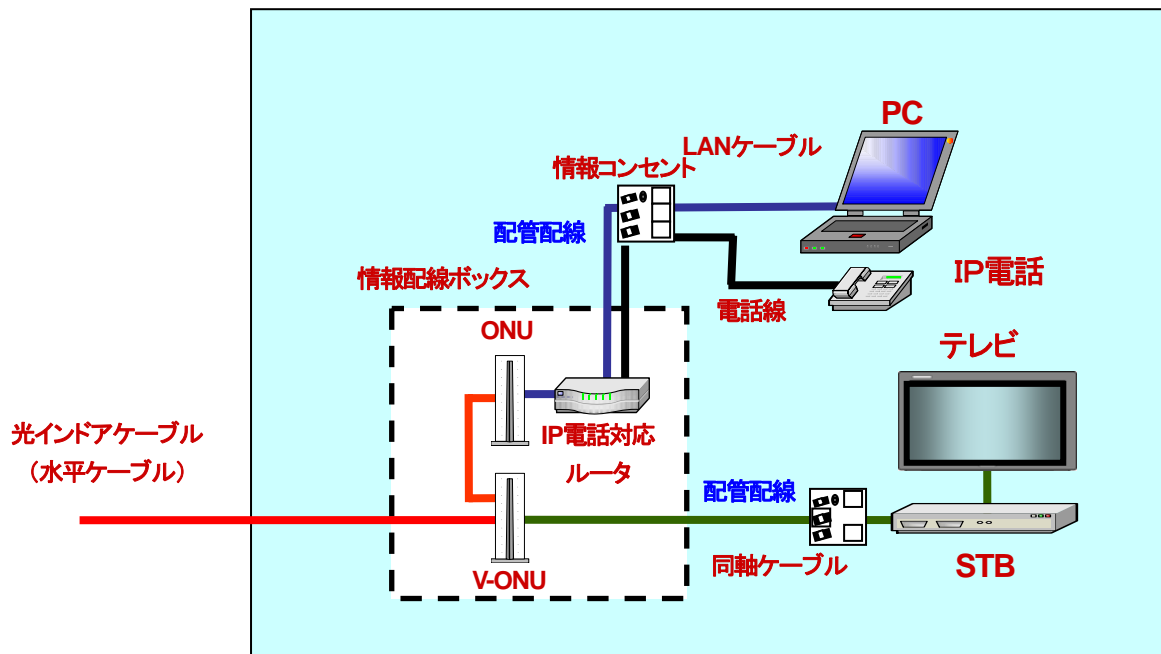 PC
LANケーブル
情報コンセント
配管配線
情報配線ボックス
IP電話
電話線
ONU
テレビ
光インドアケーブル
（水平ケーブル）
IP電話対応
ルータ
配管配線
V-ONU
同軸ケーブル
STB